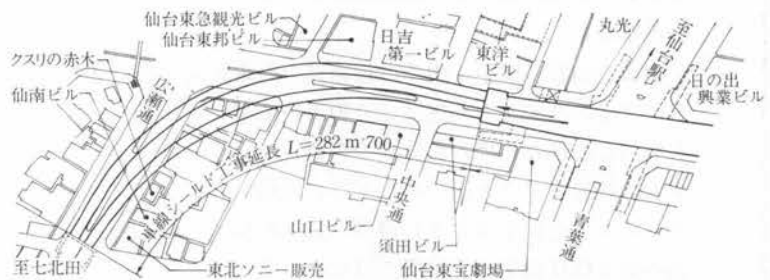 仙台東急観光ビル
仙台東邦ビル
日吉
第一ビル
東洋
ビル
丸光
至仙台駅
日の出
興業ビル
クスリの赤木
仙南ビル
広瀬通
単線シールド工事延長 L=282m700
山口ビル
中央通
須田ビル
青葉通
至七北田
東北ソニー販売
仙台東宝劇場